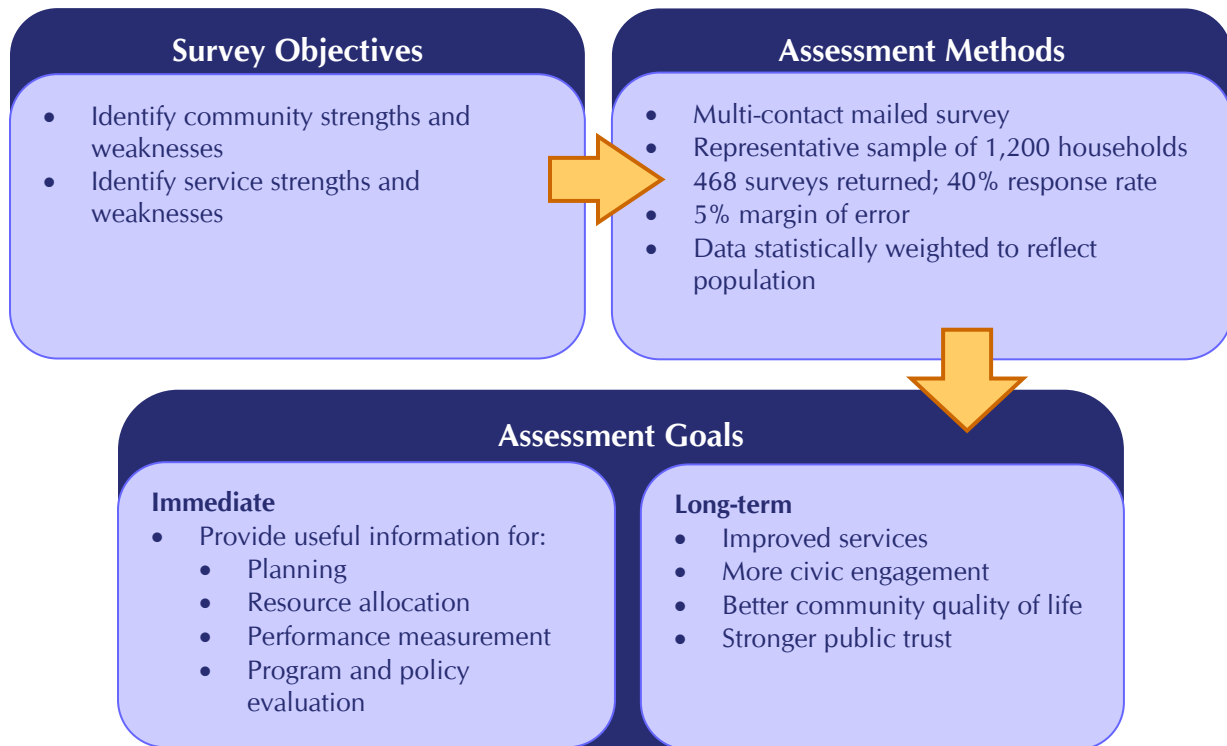 Survey Objectives
• Identify community strengths and
weaknesses
• Identify service strengths and
weaknesses
Assessment Methods
• Multi-contact mailed survey
• Representative sample of 1,200 households
468 surveys returned; 40% response rate
• 5% margin of error
• Data statistically weighted to reflect
population
Assessment Goals
Immediate
• Provide useful information for:
• Planning
• Resource allocation
• Performance measurement
• Program and policy
evaluation
Long-term
• Improved services
• More civic engagement
• Better community quality of life
• Stronger public trust